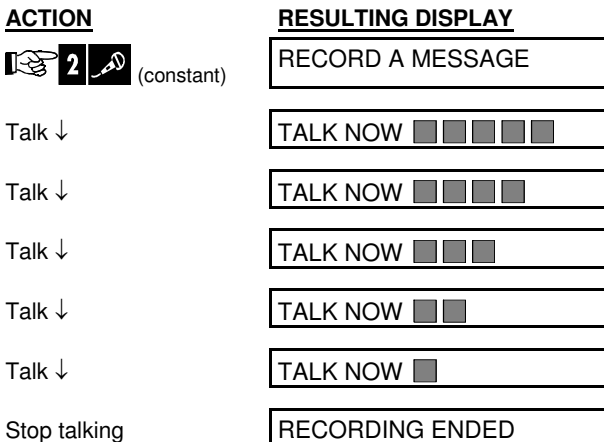 ACTION RESULTING DISPLAY
2 (constant) RECORD A MESSAGE
Talk ↓ TALK NOW ■ ■ ■ ■ ■
Talk ↓ TALK NOW ■ ■ ■ ■
Talk ↓ TALK NOW ■ ■ ■
Talk ↓ TALK NOW ■ ■
Talk ↓ TALK NOW ■
Stop talking RECORDING ENDED